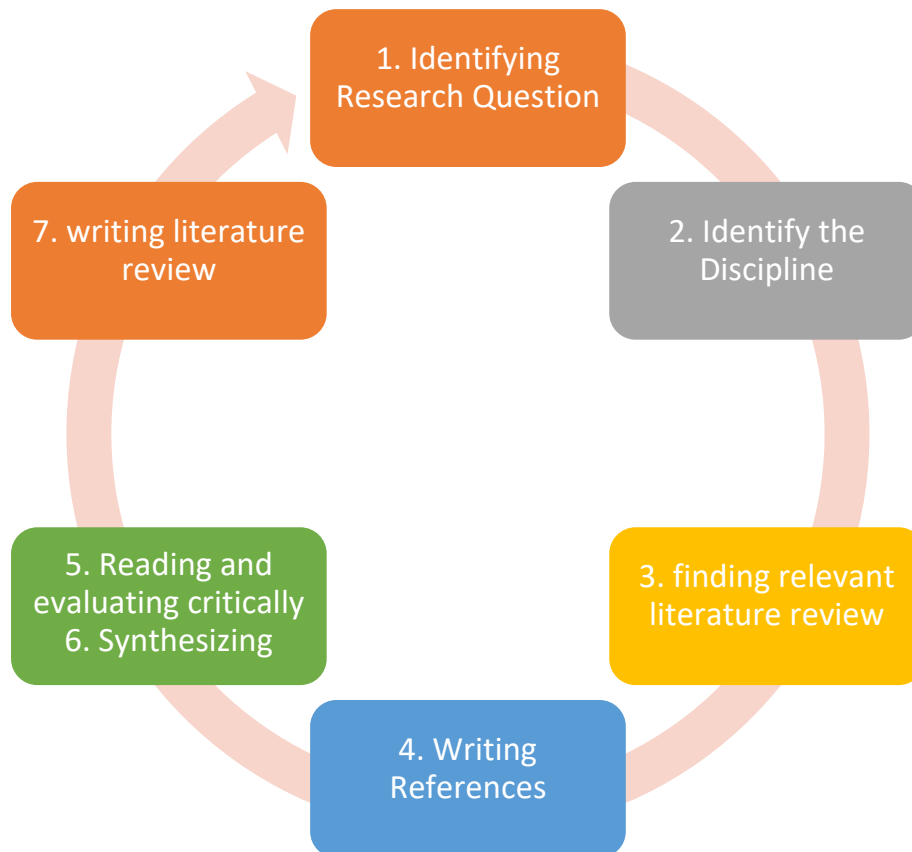 1. Identifying
Research Question
2. Identify the
Discipline
3. finding relevant
literature review
4. Writing
References
5. Reading and
evaluating critically
6. Synthesizing
7. writing literature
review